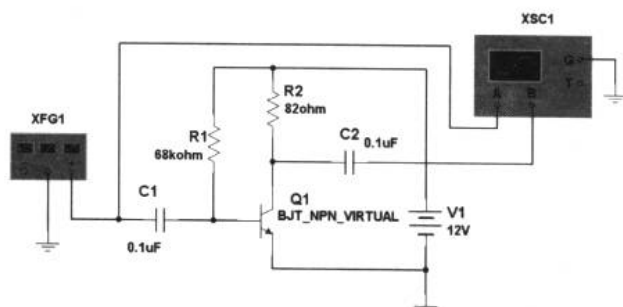 XSC1
G
T
A B
XFG1
R2
82ohm
R1
68kohm
C2
0.1uF
C1
0.1uF
Q1
BJT_NPN_VIRTUAL
V1
12V